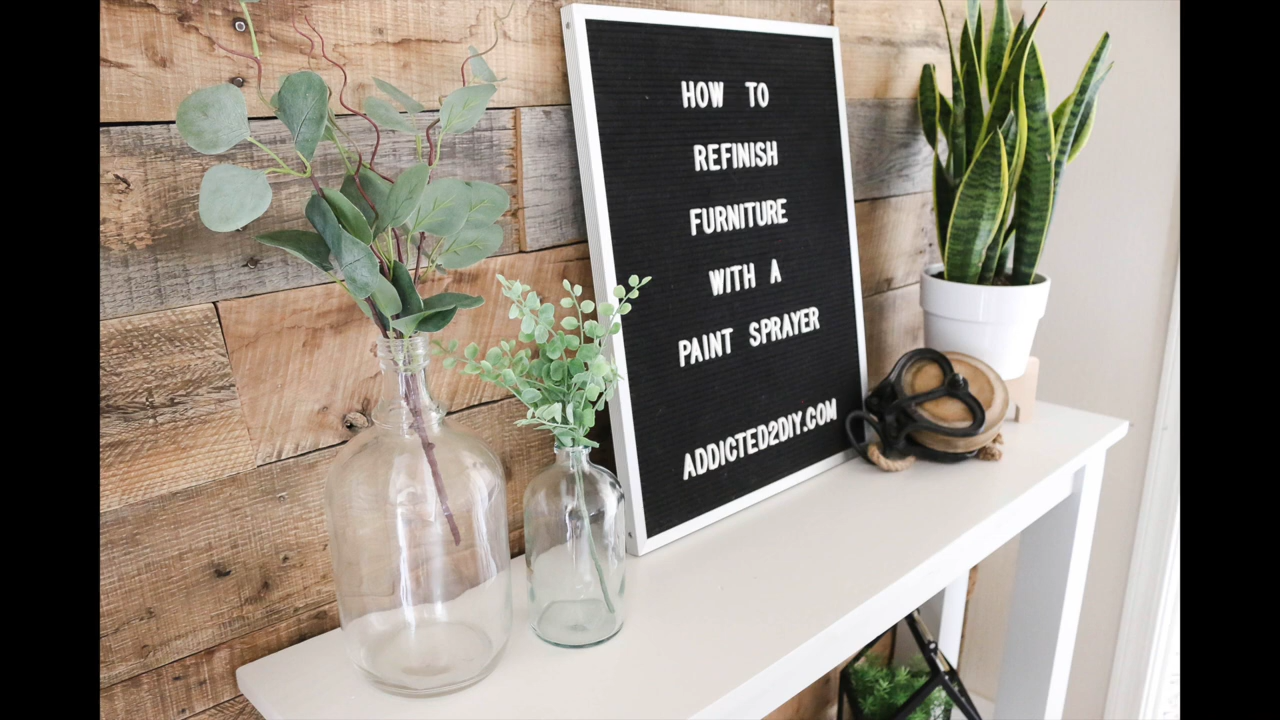 HOW TO
REFINISH
FURNITURE
WITH A
PAINT SPRAYER
ADDICTED2DIY.COM